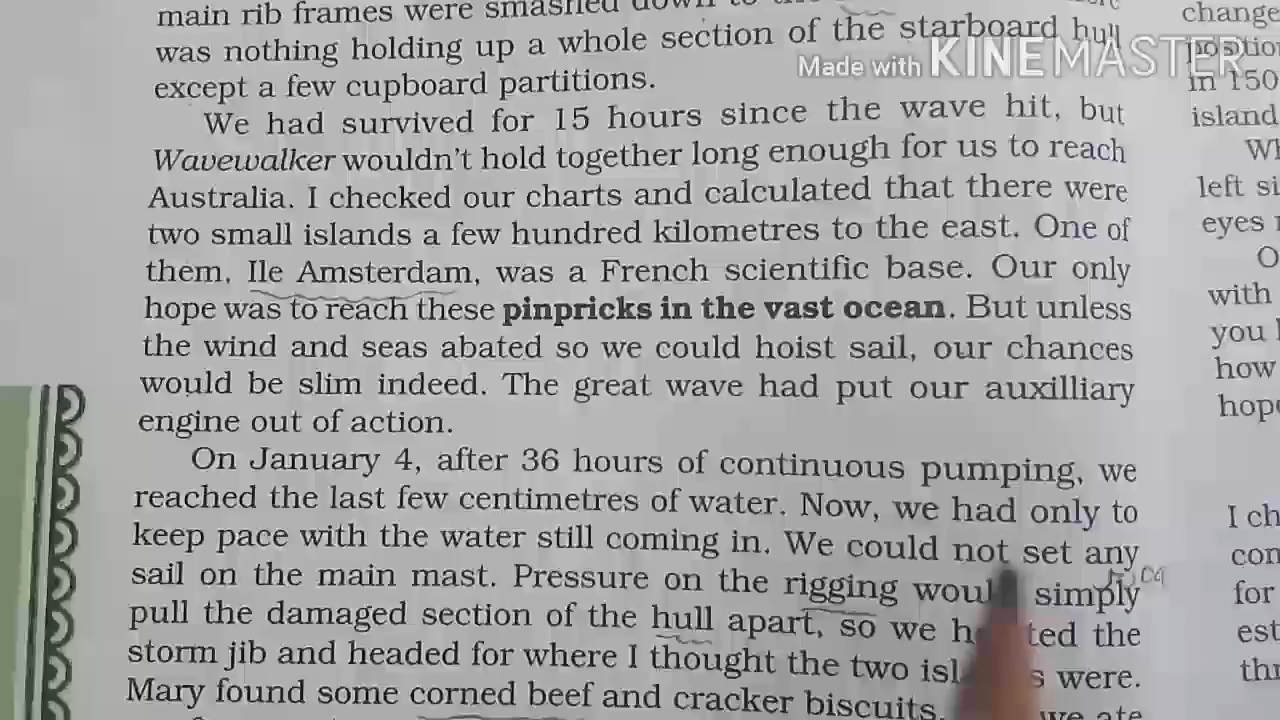 main rib frames were smashed down to the
was nothing holding up a whole section of the starboard hull
except a few cupboard partitions.
We had survived for 15 hours since the wave hit, but
Wavewalker wouldn't hold together long enough for us to reach
Australia. I checked our charts and calculated that there were
two small islands a few hundred kilometres to the east. One of
them, Ile Amsterdam, was a French scientific base. Our only
hope was to reach these pinpricks in the vast ocean. But unless
the wind and seas abated so we could hoist sail, our chances
would be slim indeed. The great wave had put our auxilliary
engine out of action.
On January 4, after 36 hours of continuous pumping, we
reached the last few centimetres of water. Now, we had only to
keep pace with the water still coming in. We could not set any
sail on the main mast. Pressure on the rigging would simply
pull the damaged section of the hull apart, so we ted the
storm jib and headed for where I thought the two isl s were.
Mary found some corned beef and cracker biscuits, we ate
Made with KINEMASTER
change
position
in 150
island
left si
eyes
O
with
you
how
hope
I ch
con
for
est